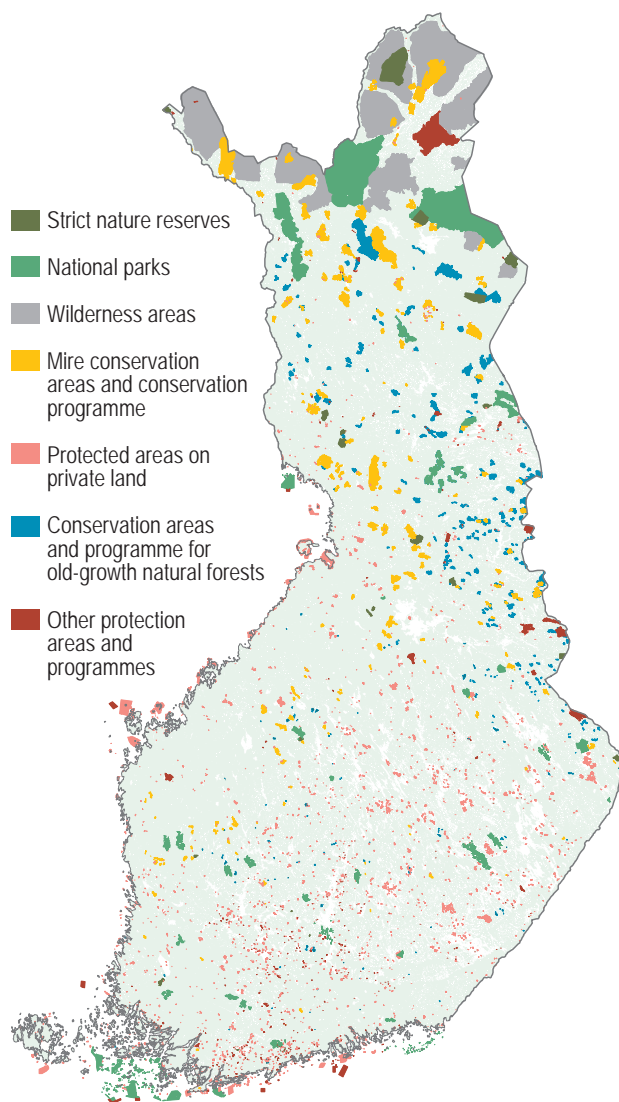 Strict nature reserves
National parks
Wilderness areas
Mire conservation
areas and conservation
programme
Protected areas on
private land
Conservation areas
and programme for
old-growth natural forests
Other protection
areas and
programmes